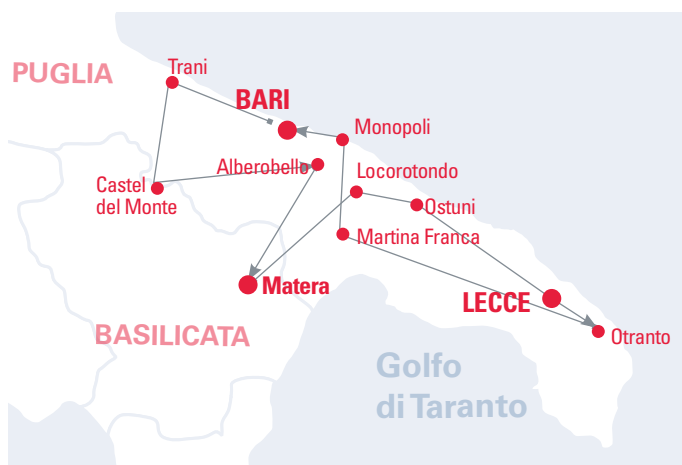 Trani
PUGLIA
BARI
Monopoli
Alberobello
Locorotondo
Castel
del Monte
Ostuni
Martina Franca
Matera
LECCE
BASILICATA
Otranto
Golfo
di Taranto